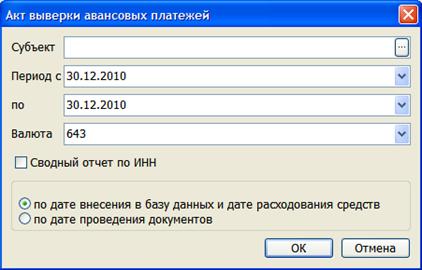 Акт выверки авансовых платежей
Субъект ...
Период с 30.12.2010
по 30.12.2010
Валюта 643
Сводный отчет по ИНН
по дате внесения в базу данных и дате расходования средств
по дате проведения документов
ОК Отмена